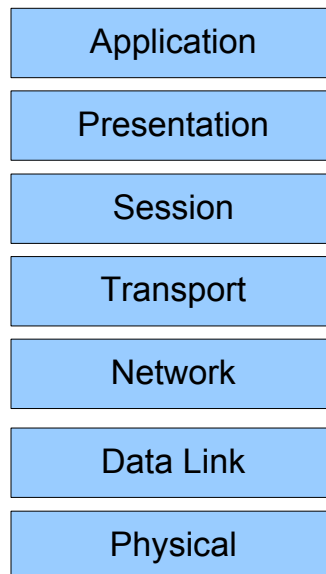 Application
Presentation
Session
Transport
Network
Data Link
Physical